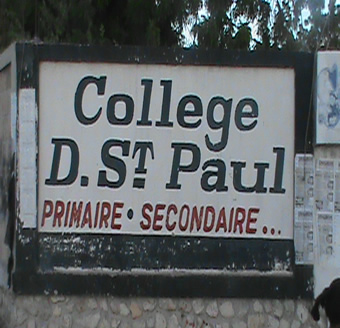 College
D. ST Paul
PRIMAIRE • SECONDAIRE...